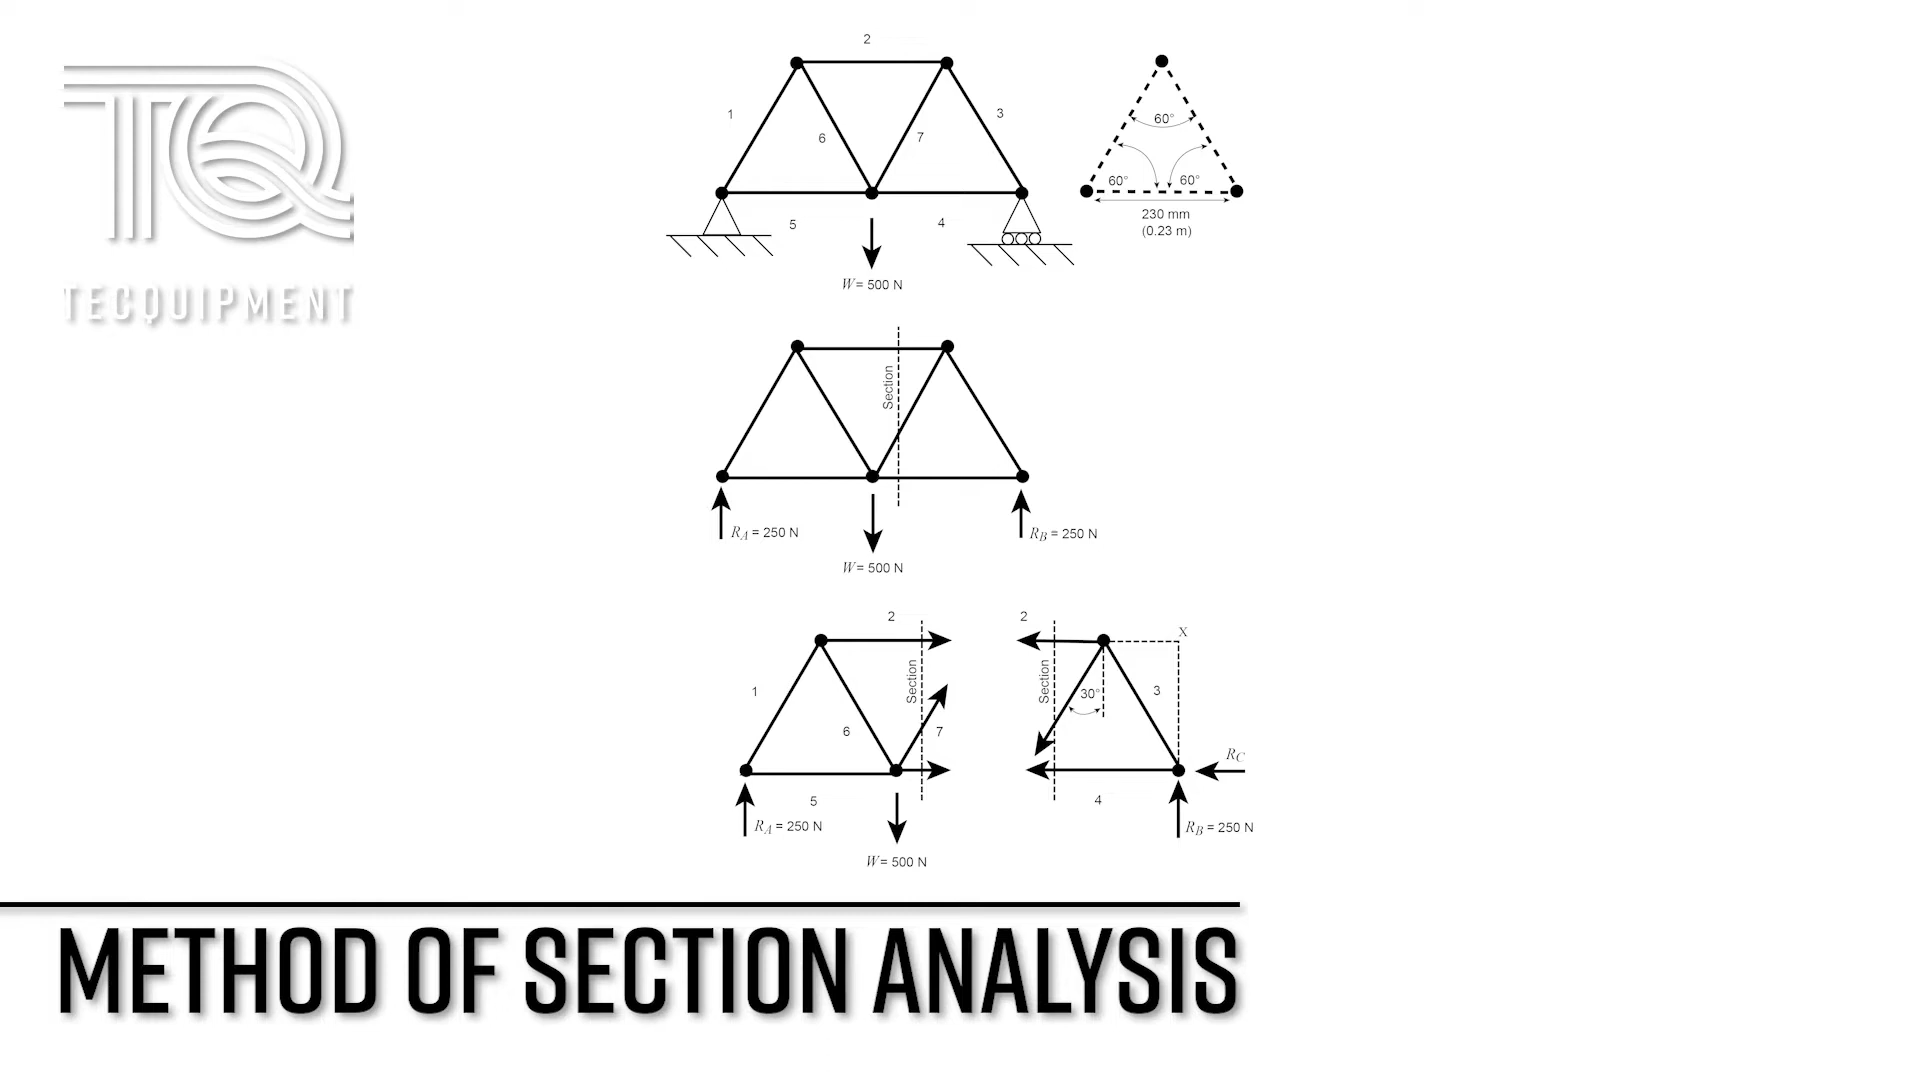 TQ
TECQUIPMENT
2
1
6
7
3
5
4
W = 500 N
60°
60°
60°
230 mm
(0.23 m)
Section
RA = 250 N
W = 500 N
RB = 250 N
2
1
6
Section
7
5
RA = 250 N
W = 500 N
2
X
Section
30°
3
RC
4
RB = 250 N
METHOD OF SECTION ANALYSIS